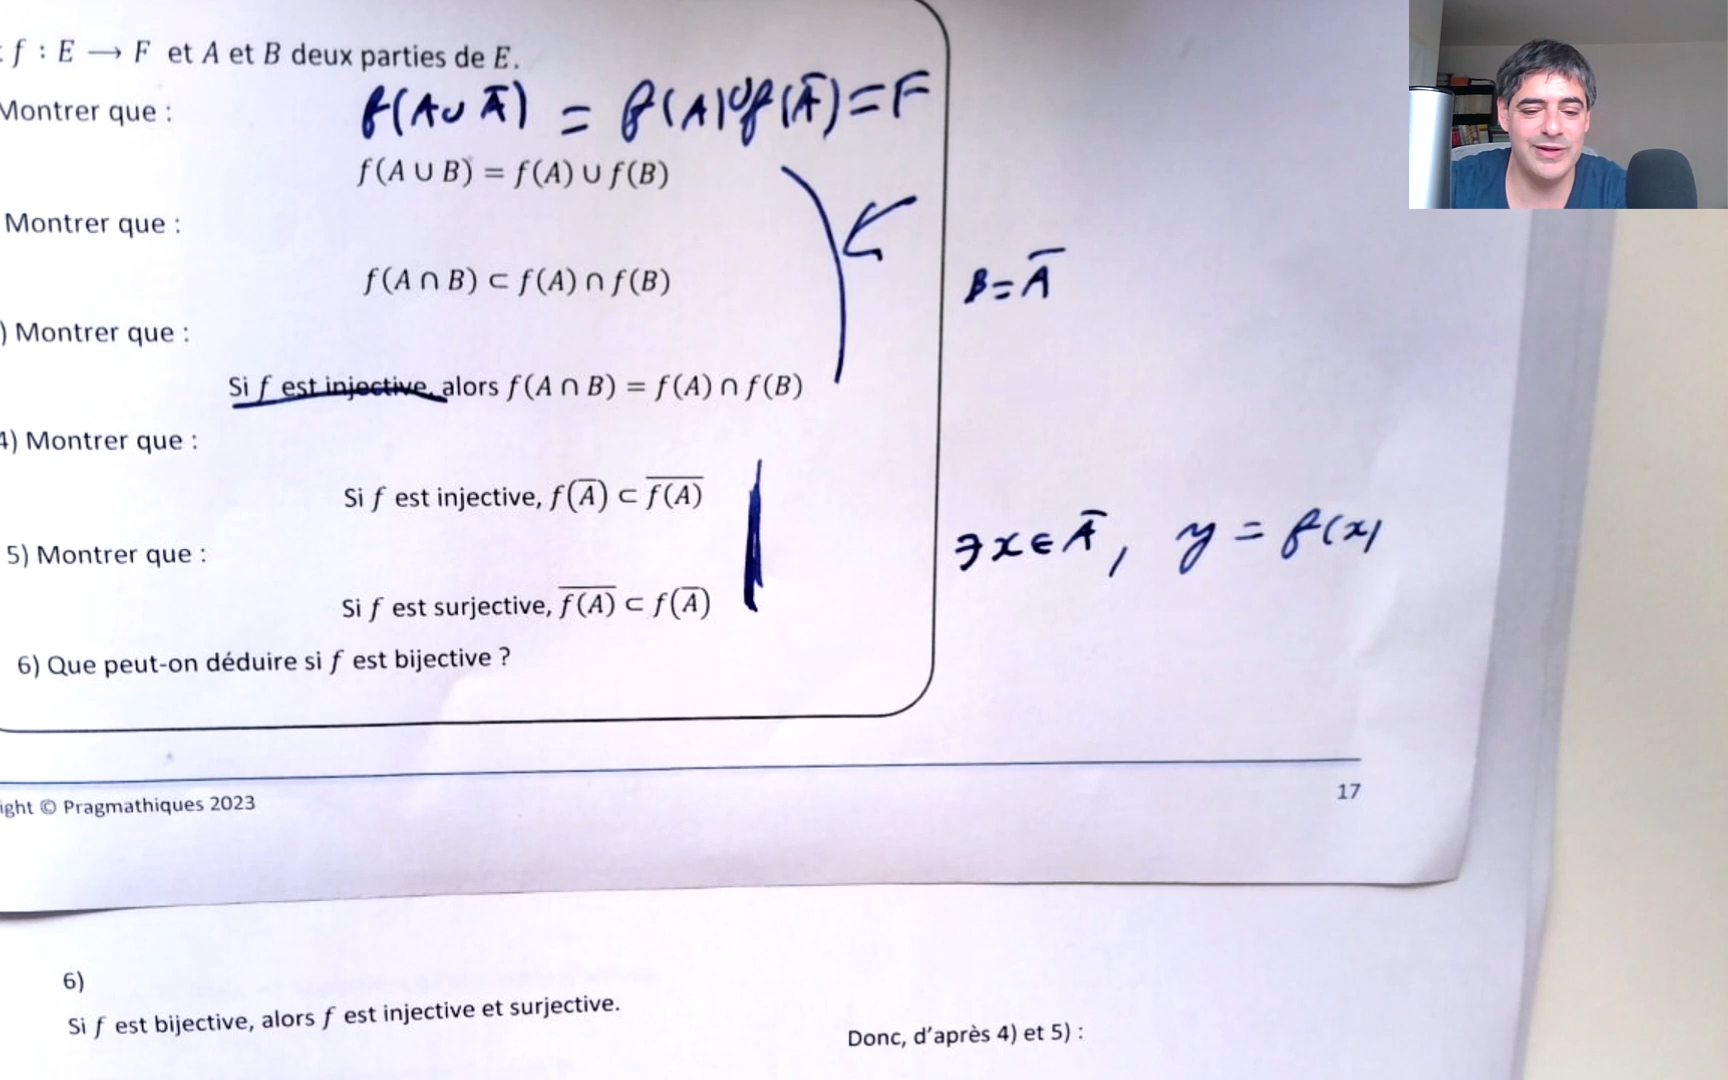 : f : E ⟶ F et A et B deux parties de E.
Montrer que :
f(A∪A̅) = f(A)∪f(A̅)=F
f(A ∪ B) = f(A) ∪ f(B)
Montrer que :
f(A ∩ B) ⊂ f(A) ∩ f(B)
B=A̅
) Montrer que :
Si f est injective, alors f(A ∩ B) = f(A) ∩ f(B)
4) Montrer que :
Si f est injective, f(A̅) ⊂ \overline{f(A)}
∃x∈A̅, y = f(x)
5) Montrer que :
Si f est surjective, \overline{f(A)} ⊂ f(A̅)
6) Que peut-on déduire si f est bijective ?
ight © Pragmathiques 2023
17
6)
Si f est bijective, alors f est injective et surjective.
Donc, d’après 4) et 5) :